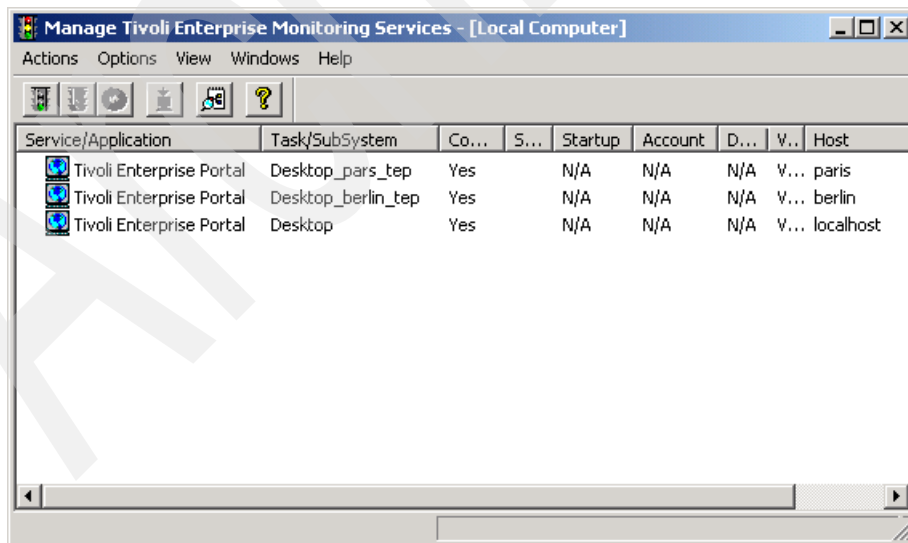 Manage Tivoli Enterprise Monitoring Services - [Local Computer]
Actions Options View Windows Help
Service/Application Task/SubSystem Co... S... Startup Account D... V.. Host
Tivoli Enterprise Portal Desktop_pars_tep Yes N/A N/A N/A V... paris
Tivoli Enterprise Portal Desktop_berlin_tep Yes N/A N/A N/A V... berlin
Tivoli Enterprise Portal Desktop Yes N/A N/A N/A V... localhost